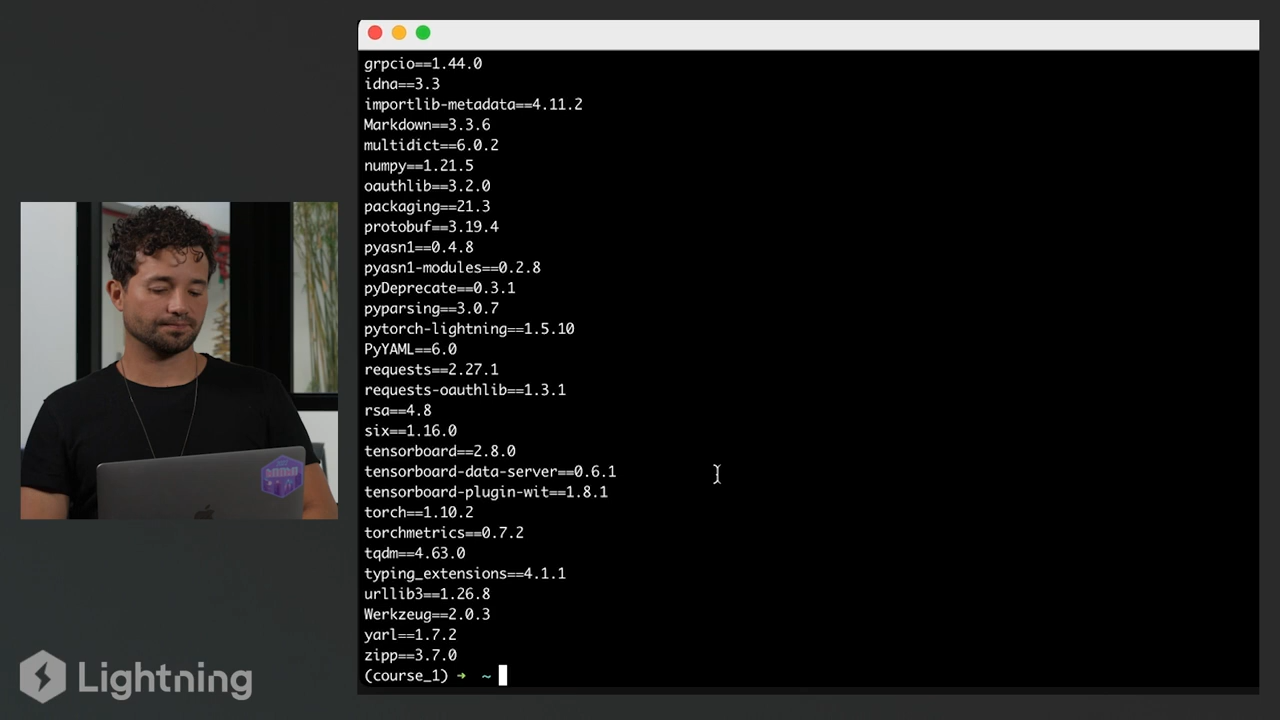 grpcio==1.44.0
idna==3.3
importlib-metadata==4.11.2
Markdown==3.3.6
multidict==6.0.2
numpy==1.21.5
oauthlib==3.2.0
packaging==21.3
protobuf==3.19.4
pyasn1==0.4.8
pyasn1-modules==0.2.8
pyDeprecate==0.3.1
pyparsing==3.0.7
pytorch-lightning==1.5.10
PyYAML==6.0
requests==2.27.1
requests-oauthlib==1.3.1
rsa==4.8
six==1.16.0
tensorboard==2.8.0
tensorboard-data-server==0.6.1
tensorboard-plugin-wit==1.8.1
torch==1.10.2
torchmetrics==0.7.2
tqdm==4.63.0
typing_extensions==4.1.1
urllib3==1.26.8
Werkzeug==2.0.3
yarl==1.7.2
zipp==3.7.0
(course_1) ➜ ~
Lightning